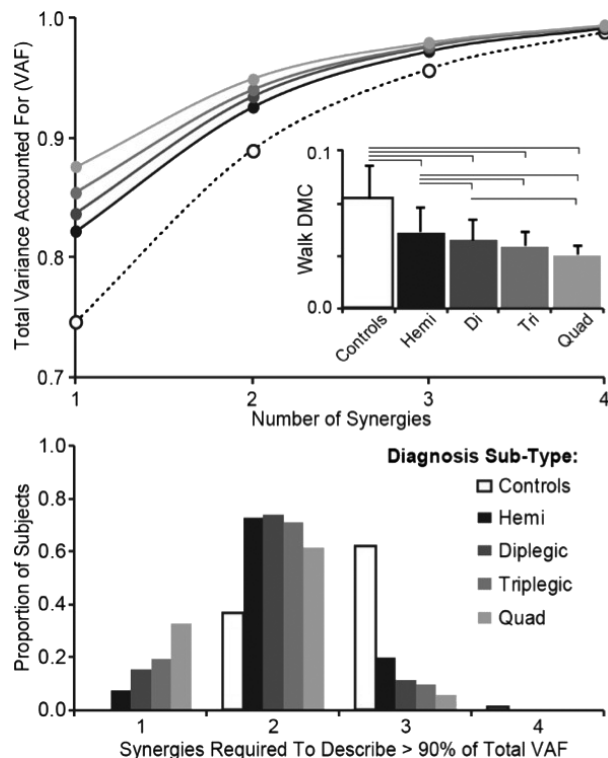 Total Variance Accounted For (VAF)
1.0
0.9
0.8
0.7
1
2
3
4
Number of Synergies
Walk DMC
0.1
0.0
Controls
Hemi
Di
Tri
Quad
Proportion of Subjects
0.8
0.6
0.4
0.2
0.0
1
2
3
4
Synergies Required To Describe > 90% of Total VAF
Diagnosis Sub-Type:
Controls
Hemi
Diplegic
Triplegic
Quad